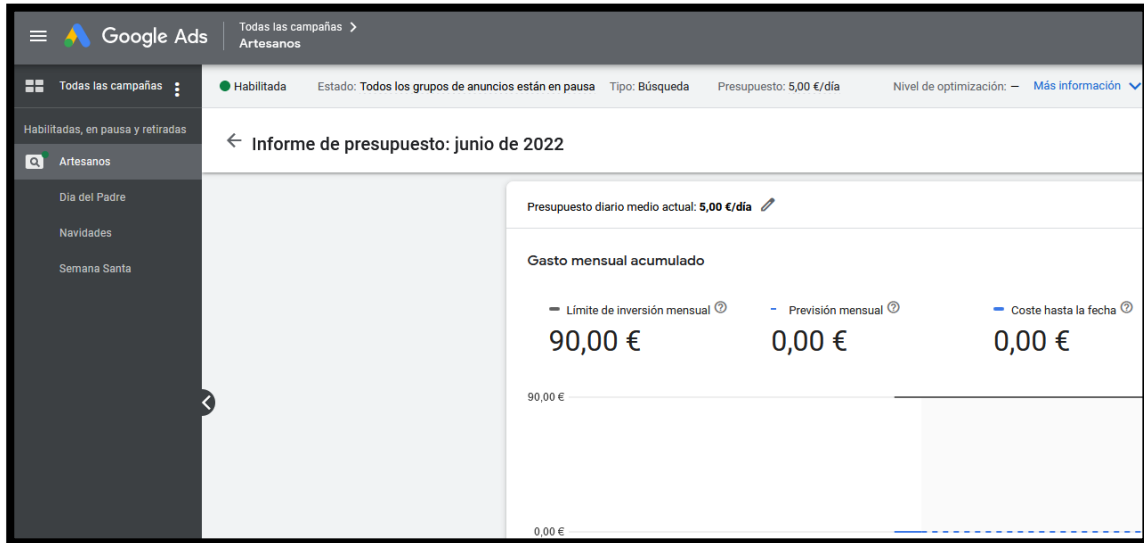 Google Ads
Todas las campañas
Artesanos
Todas las campañas
Habilitada
Estado: Todos los grupos de anuncios están en pausa
Tipo: Búsqueda
Presupuesto: 5,00 €/día
Nivel de optimización: –
Más información
Habilitadas, en pausa y retiradas
Artesanos
Dia del Padre
Navidades
Semana Santa
Informe de presupuesto: junio de 2022
Presupuesto diario medio actual: 5,00 €/día
Gasto mensual acumulado
Límite de inversión mensual
90,00 €
Previsión mensual
0,00 €
Coste hasta la fecha
0,00 €
90,00 €
0,00 €